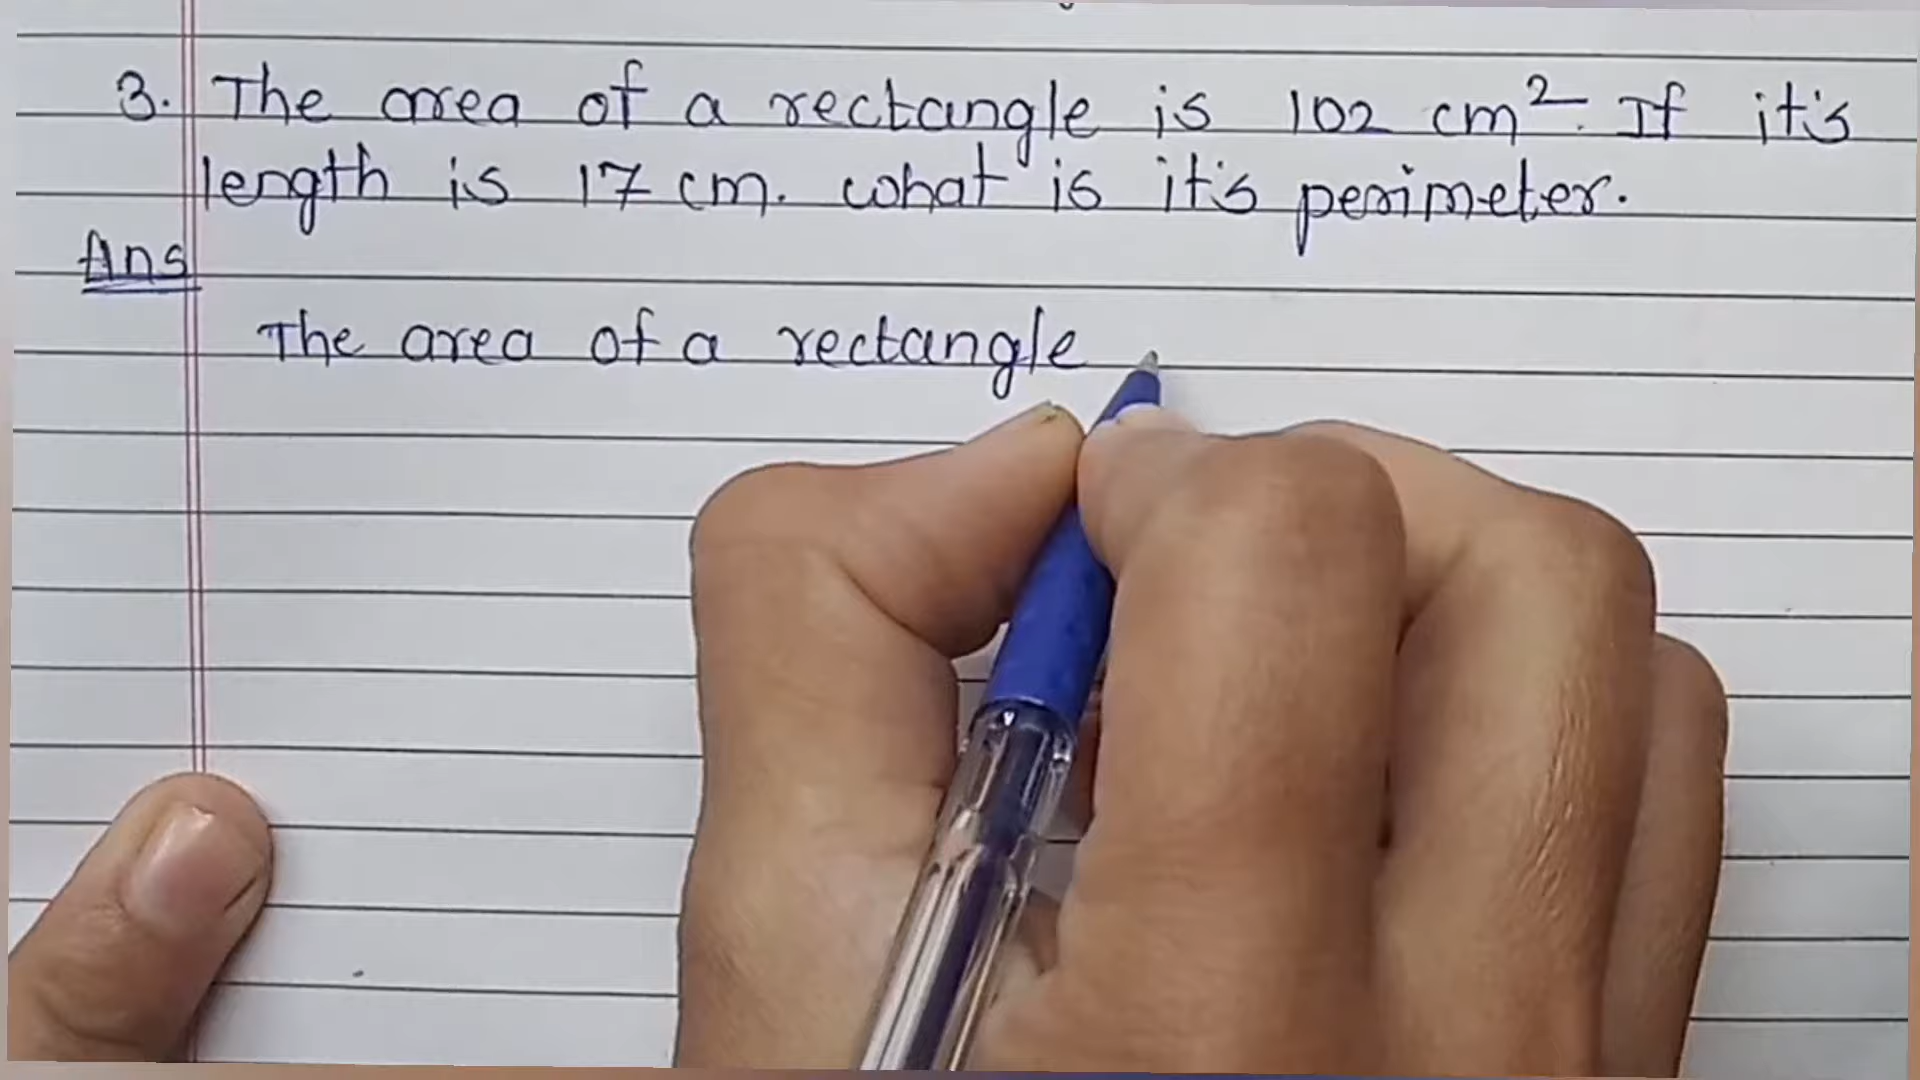 3. The area of a rectangle is 102 cm². If it's
length is 17 cm. what is it's perimeter.
Ans
The area of a rectangle